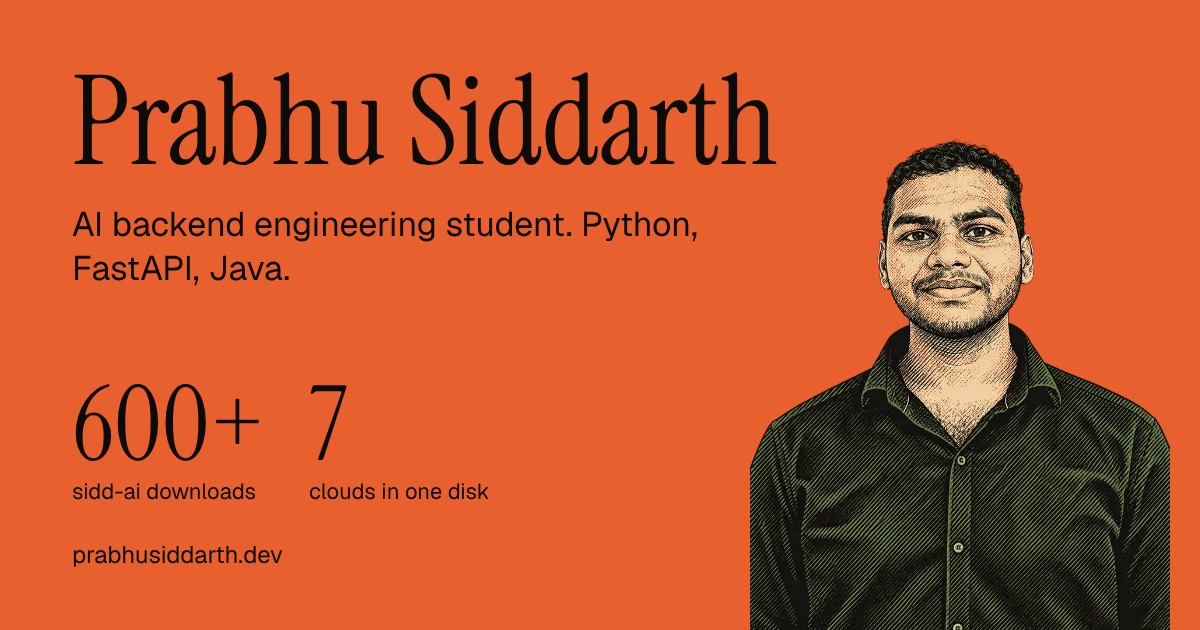 Prabhu Siddarth
AI backend engineering student. Python,
FastAPI, Java.
600+ 7
sidd-ai downloads clouds in one disk
prabhusiddarth.dev